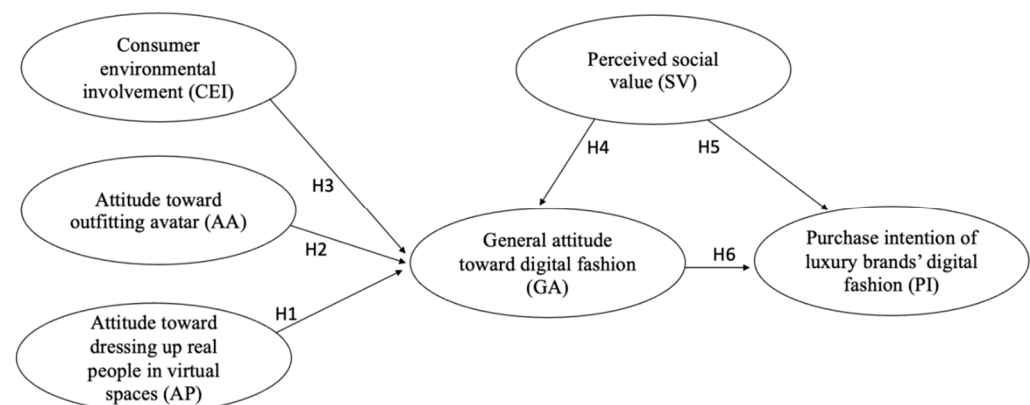 Consumer
environmental
involvement (CEI)
Perceived social
value (SV)
H4
H5
H3
Attitude toward
outfitting avatar (AA)
H2
General attitude
toward digital fashion
(GA)
H6
Purchase intention of
luxury brands’ digital
fashion (PI)
H1
Attitude toward
dressing up real
people in virtual
spaces (AP)